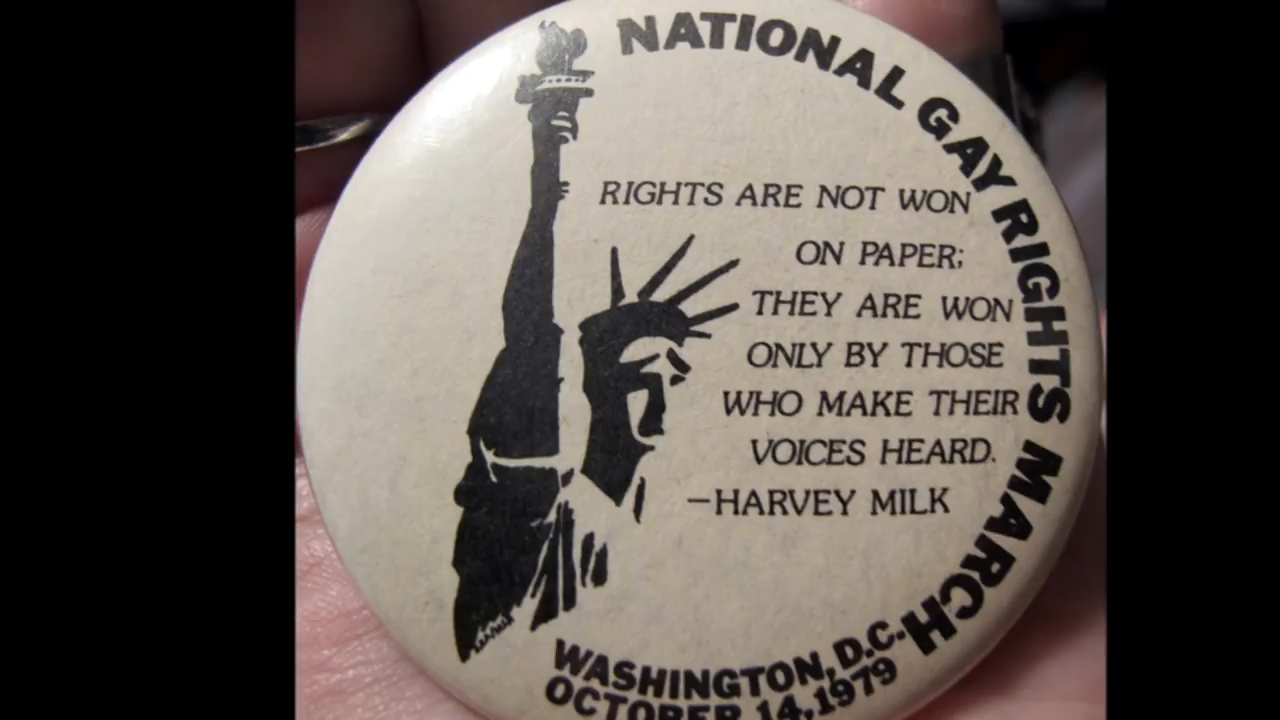 NATIONAL GAY RIGHTS MARCH
RIGHTS ARE NOT WON
ON PAPER;
THEY ARE WON
ONLY BY THOSE
WHO MAKE THEIR
VOICES HEARD.
—HARVEY MILK
WASHINGTON, D.C.
OCTOBER 14, 1979